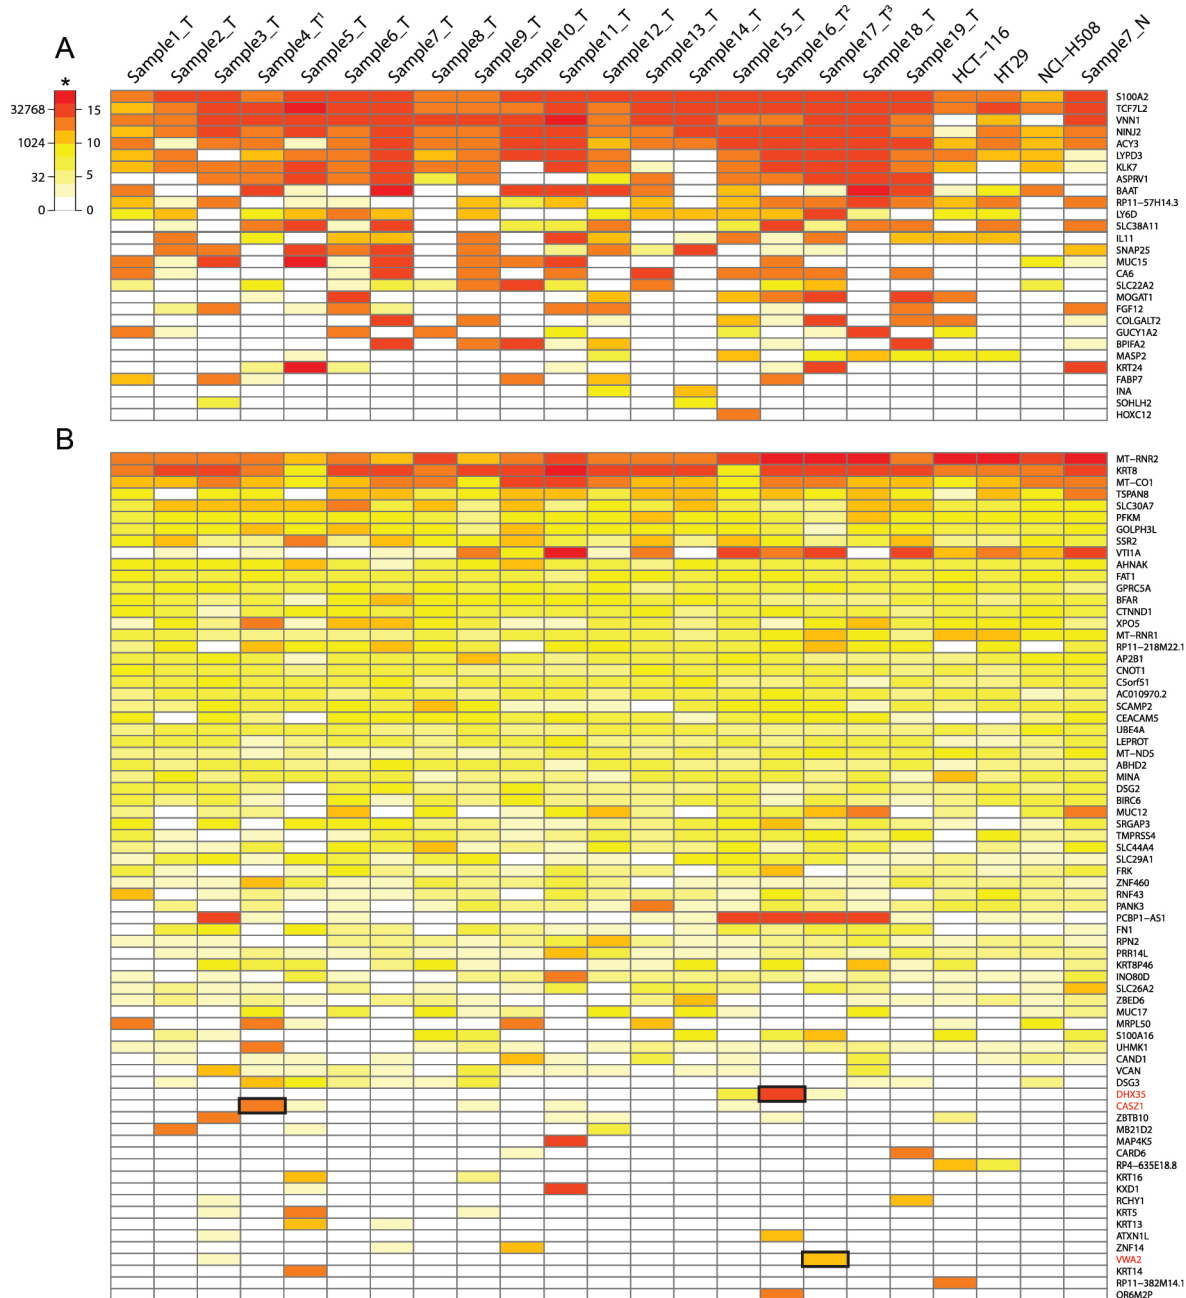 A
Sample1_T
Sample2_T
Sample3_T
Sample4_T¹
Sample5_T
Sample6_T
Sample7_T
Sample8_T
Sample9_T
Sample10_T
Sample11_T
Sample12_T
Sample13_T
Sample14_T
Sample15_T
Sample16_T²
Sample17_T³
Sample18_T
Sample19_T
HCT-116
HT29
NCI-H508
Sample7_N
*
32768
15
1024
10
32
5
0
0
S100A2
TCF7L2
VNN1
NINJ2
ACY3
LYPD3
KLK7
ASPRV1
BAAT
RP11-57H14.3
LY6D
SLC38A11
IL11
SNAP25
MUC15
CA6
SLC22A2
MOGAT1
FGF12
COLGALT2
GUCY1A2
BPIFA2
MASP2
KRT24
FABP7
INA
SOHLH2
HOXC12
B
MT-RNR2
KRT8
MT-CO1
TSPAN8
SLC30A7
PFKM
GOLPH3L
SSR2
VTI1A
AHNAK
FAT1
GPRC5A
BFAR
CTNND1
XPO5
MT-RNR1
RP11-218M22.1
AP2B1
CNOT1
C5orf51
AC010970.2
SCAMP2
CEACAM5
UBE4A
LEPROT
MT-ND5
ABHD2
MINA
DSG2
BIRC6
MUC12
SRGAP3
TMPRSS4
SLC44A4
SLC29A1
FRK
ZNF460
RNF43
PANK3
PCBP1-AS1
FN1
RPN2
PRR14L
KRT8P46
INO80D
SLC26A2
ZBED6
MUC17
MRPL50
S100A16
UHMK1
CAND1
VCAN
DSG3
DHX35
CASZ1
ZBTB10
MB21D2
MAP4K5
CARD6
RP4-635E18.8
KRT16
KXD1
RCHY1
KRT5
KRT13
ATXN1L
ZNF14
VWA2
KRT14
RP11-382M14.1
OR6M2P